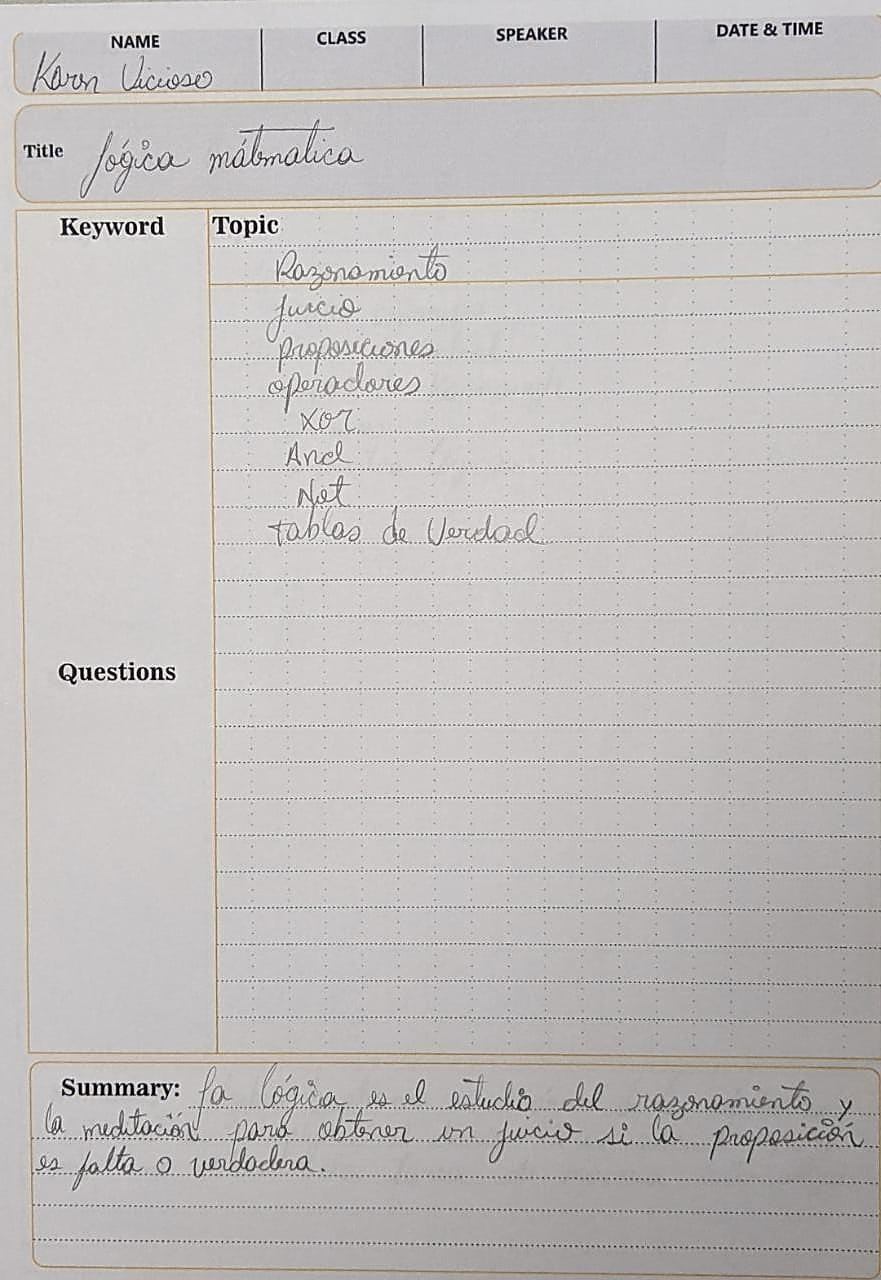 NAME CLASS SPEAKER DATE & TIME
Karen Vicioso
Title lógica mátematica
Keyword Topic
Razonamiento
juicio
proposiciones
operadores
xor
And
Not
tablas de Verdad
Questions
Summary: la lógica es el estudio del razonamiento y
la meditación para obtener un juicio si la proposición
es falta o verdadera.